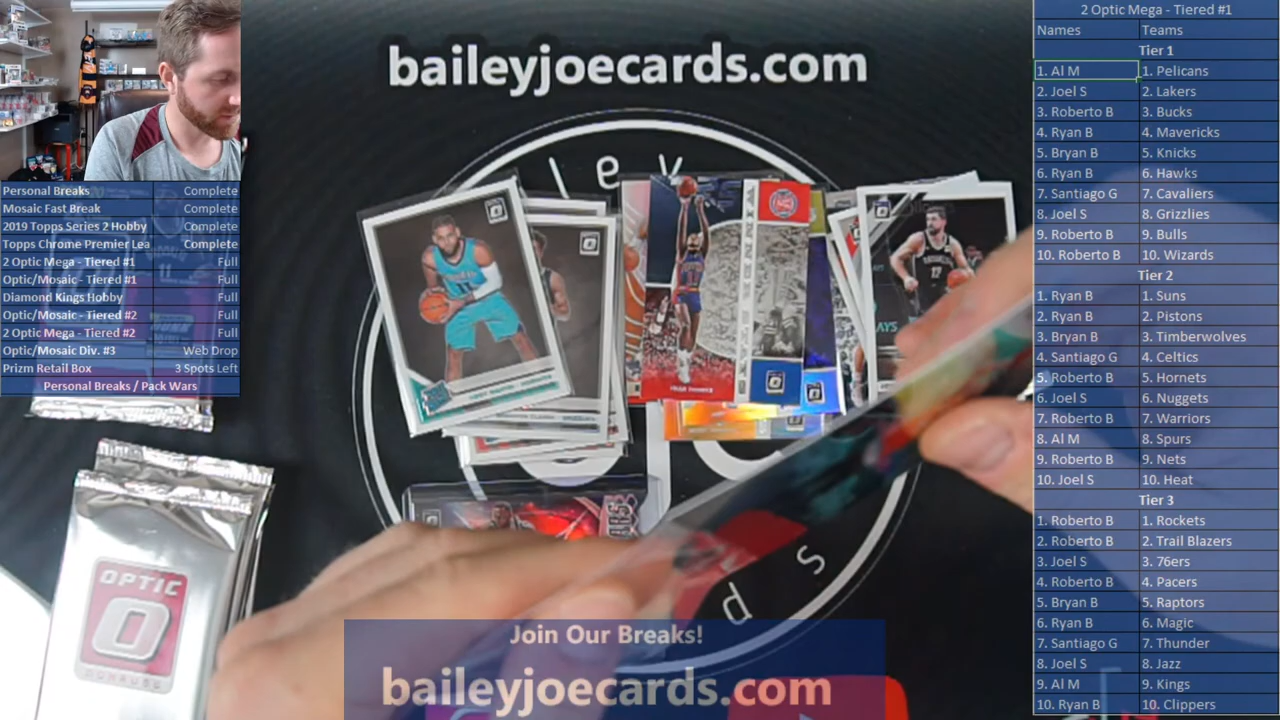 baileyjoecards.com
Personal Breaks Complete
Mosaic Fast Break Complete
2019 Topps Series 2 Hobby Complete
Topps Chrome Premier Lea Complete
2 Optic Mega - Tiered #1 Full
Optic/Mosaic - Tiered #1 Full
Diamond Kings Hobby Full
Optic/Mosaic - Tiered #2 Full
2 Optic Mega - Tiered #2 Full
Optic/Mosaic Div. #3 Web Drop
Prizm Retail Box 3 Spots Left
Personal Breaks / Pack Wars
OPTIC
O
DONRUSS
Join Our Breaks!
baileyjoecards.com
2 Optic Mega - Tiered #1
Names Teams
Tier 1
1. Al M 1. Pelicans
2. Joel S 2. Lakers
3. Roberto B 3. Bucks
4. Ryan B 4. Mavericks
5. Bryan B 5. Knicks
6. Ryan B 6. Hawks
7. Santiago G 7. Cavaliers
8. Joel S 8. Grizzlies
9. Roberto B 9. Bulls
10. Roberto B 10. Wizards
Tier 2
1. Ryan B 1. Suns
2. Ryan B 2. Pistons
3. Bryan B 3. Timberwolves
4. Santiago G 4. Celtics
5. Roberto B 5. Hornets
6. Joel S 6. Nuggets
7. Roberto B 7. Warriors
8. Al M 8. Spurs
9. Roberto B 9. Nets
10. Joel S 10. Heat
Tier 3
1. Roberto B 1. Rockets
2. Roberto B 2. Trail Blazers
3. Joel S 3. 76ers
4. Roberto B 4. Pacers
5. Bryan B 5. Raptors
6. Ryan B 6. Magic
7. Santiago G 7. Thunder
8. Joel S 8. Jazz
9. Al M 9. Kings
10. Ryan B 10. Clippers